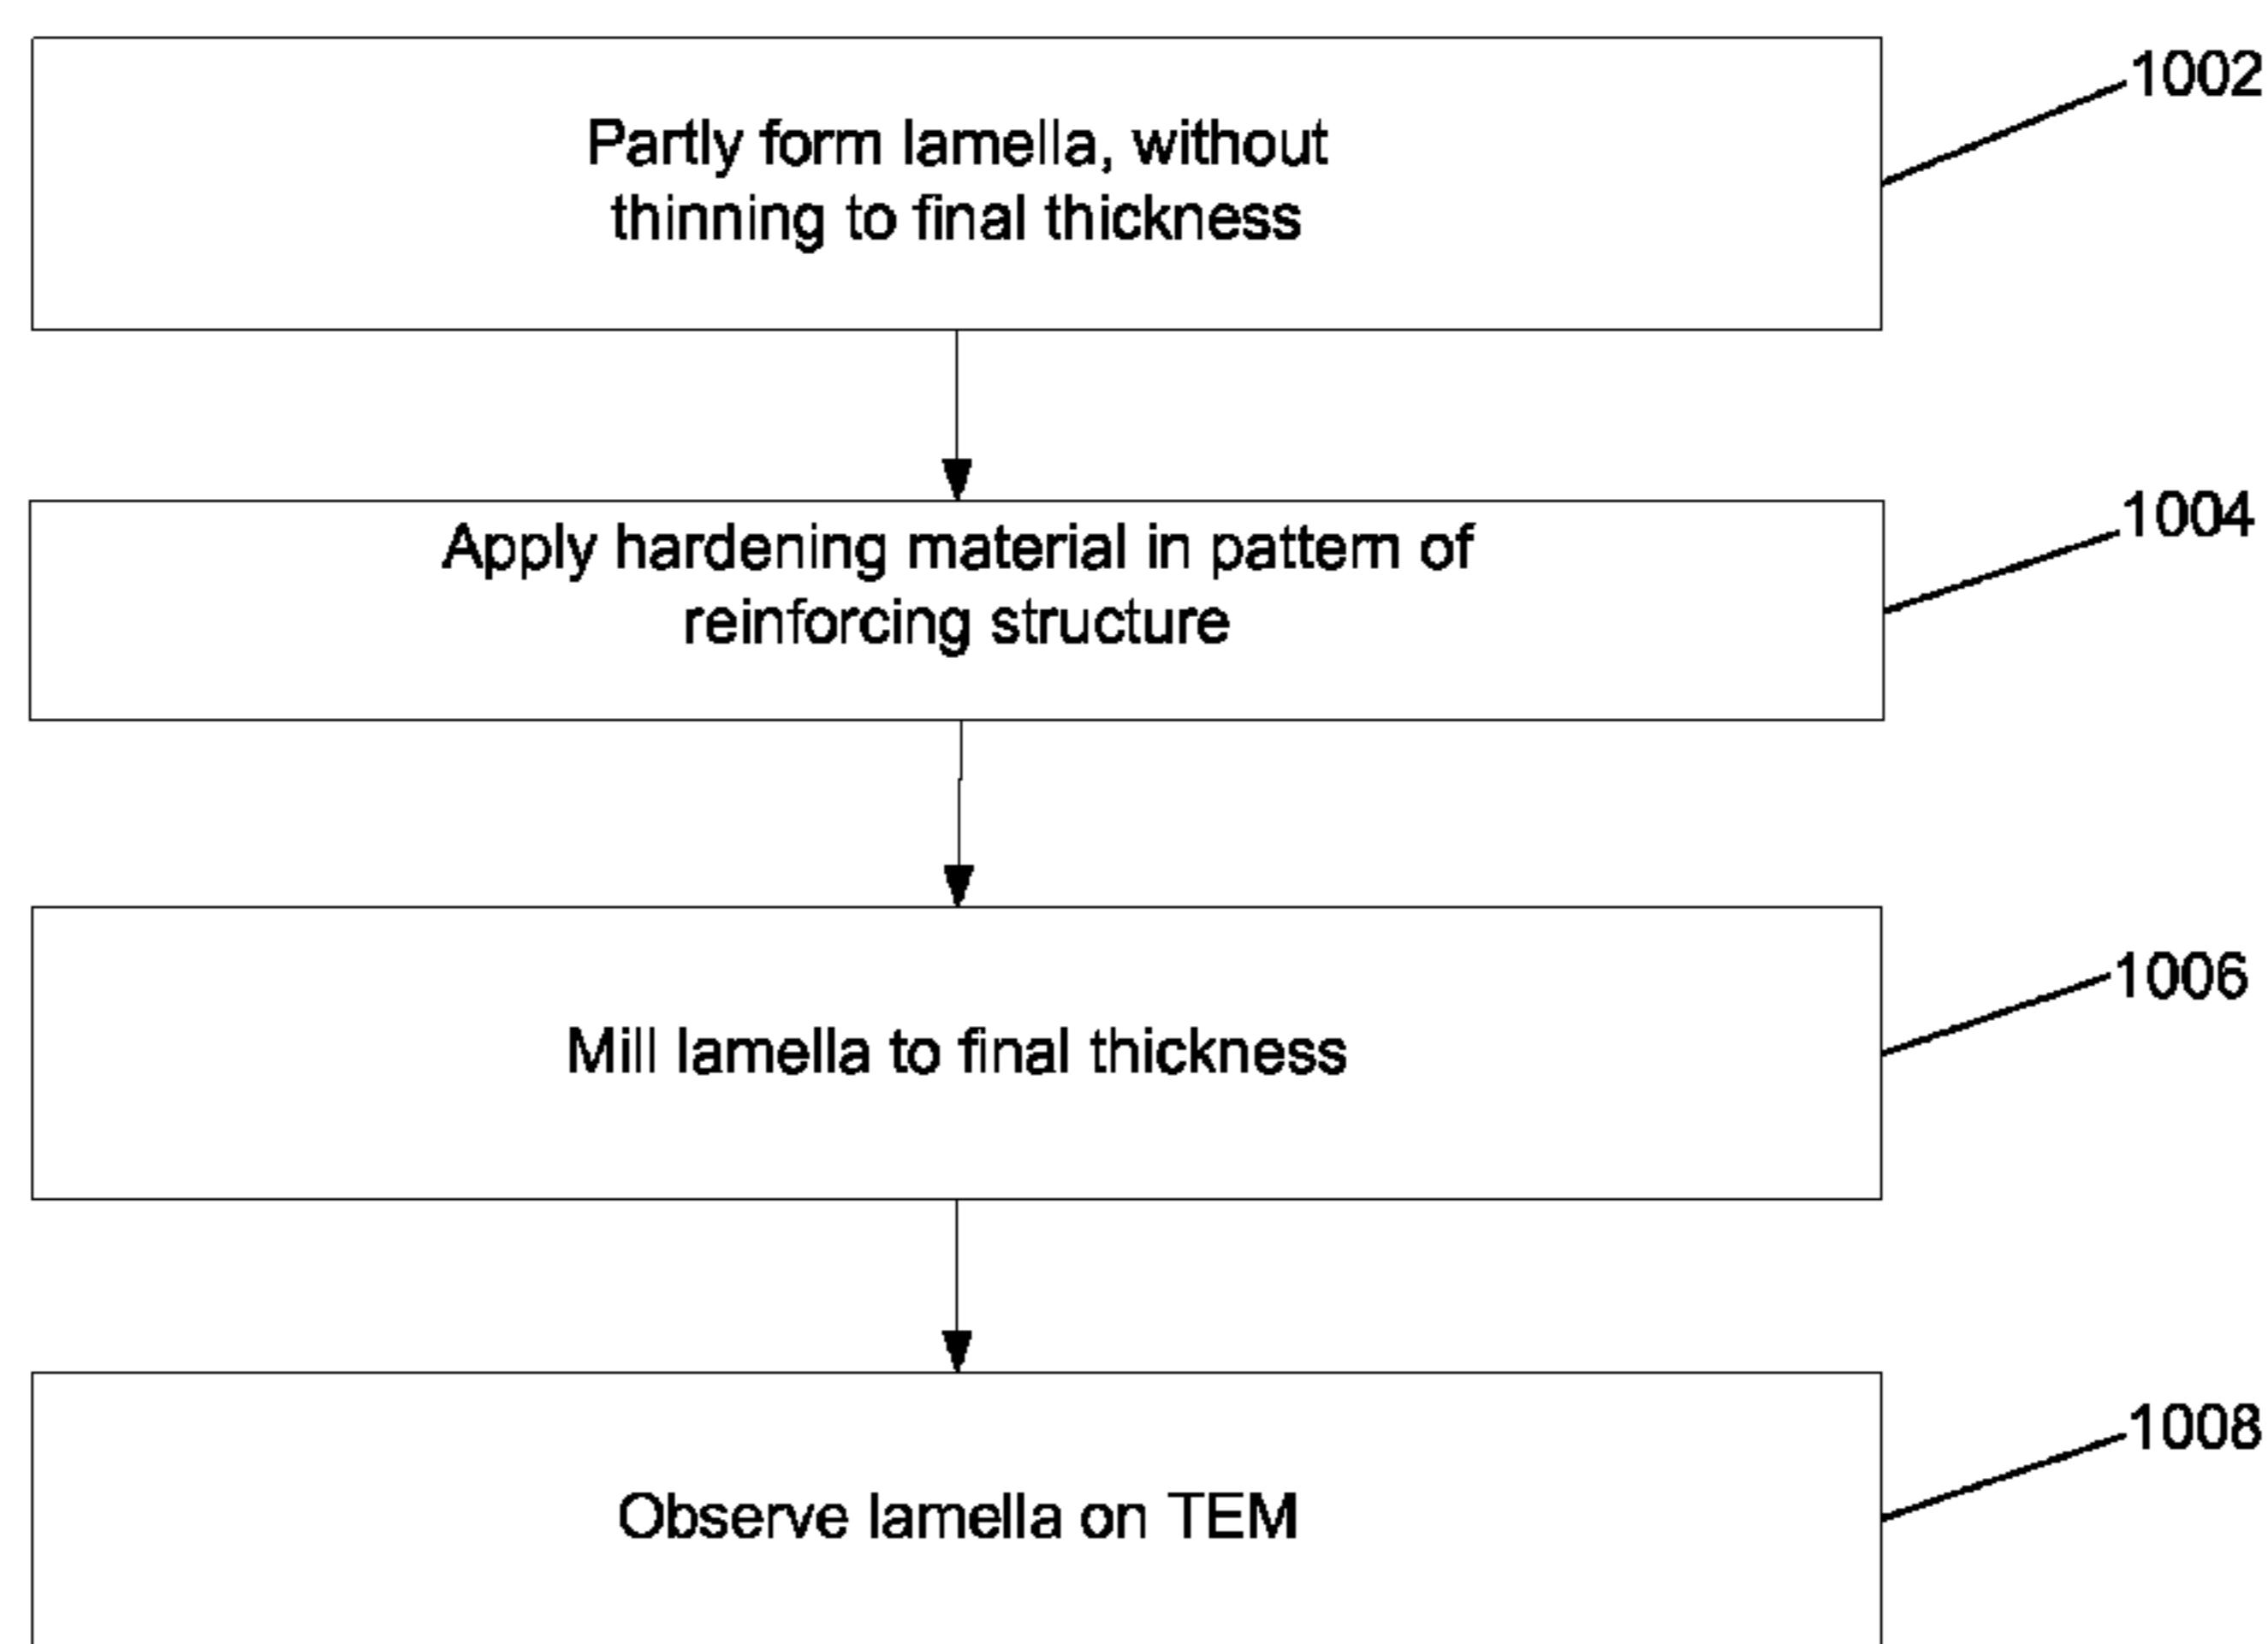 Partly form lamella, without
thinning to final thickness
1002
Apply hardening material in pattern of
reinforcing structure
1004
Mill lamella to final thickness
1006
Observe lamella on TEM
1008